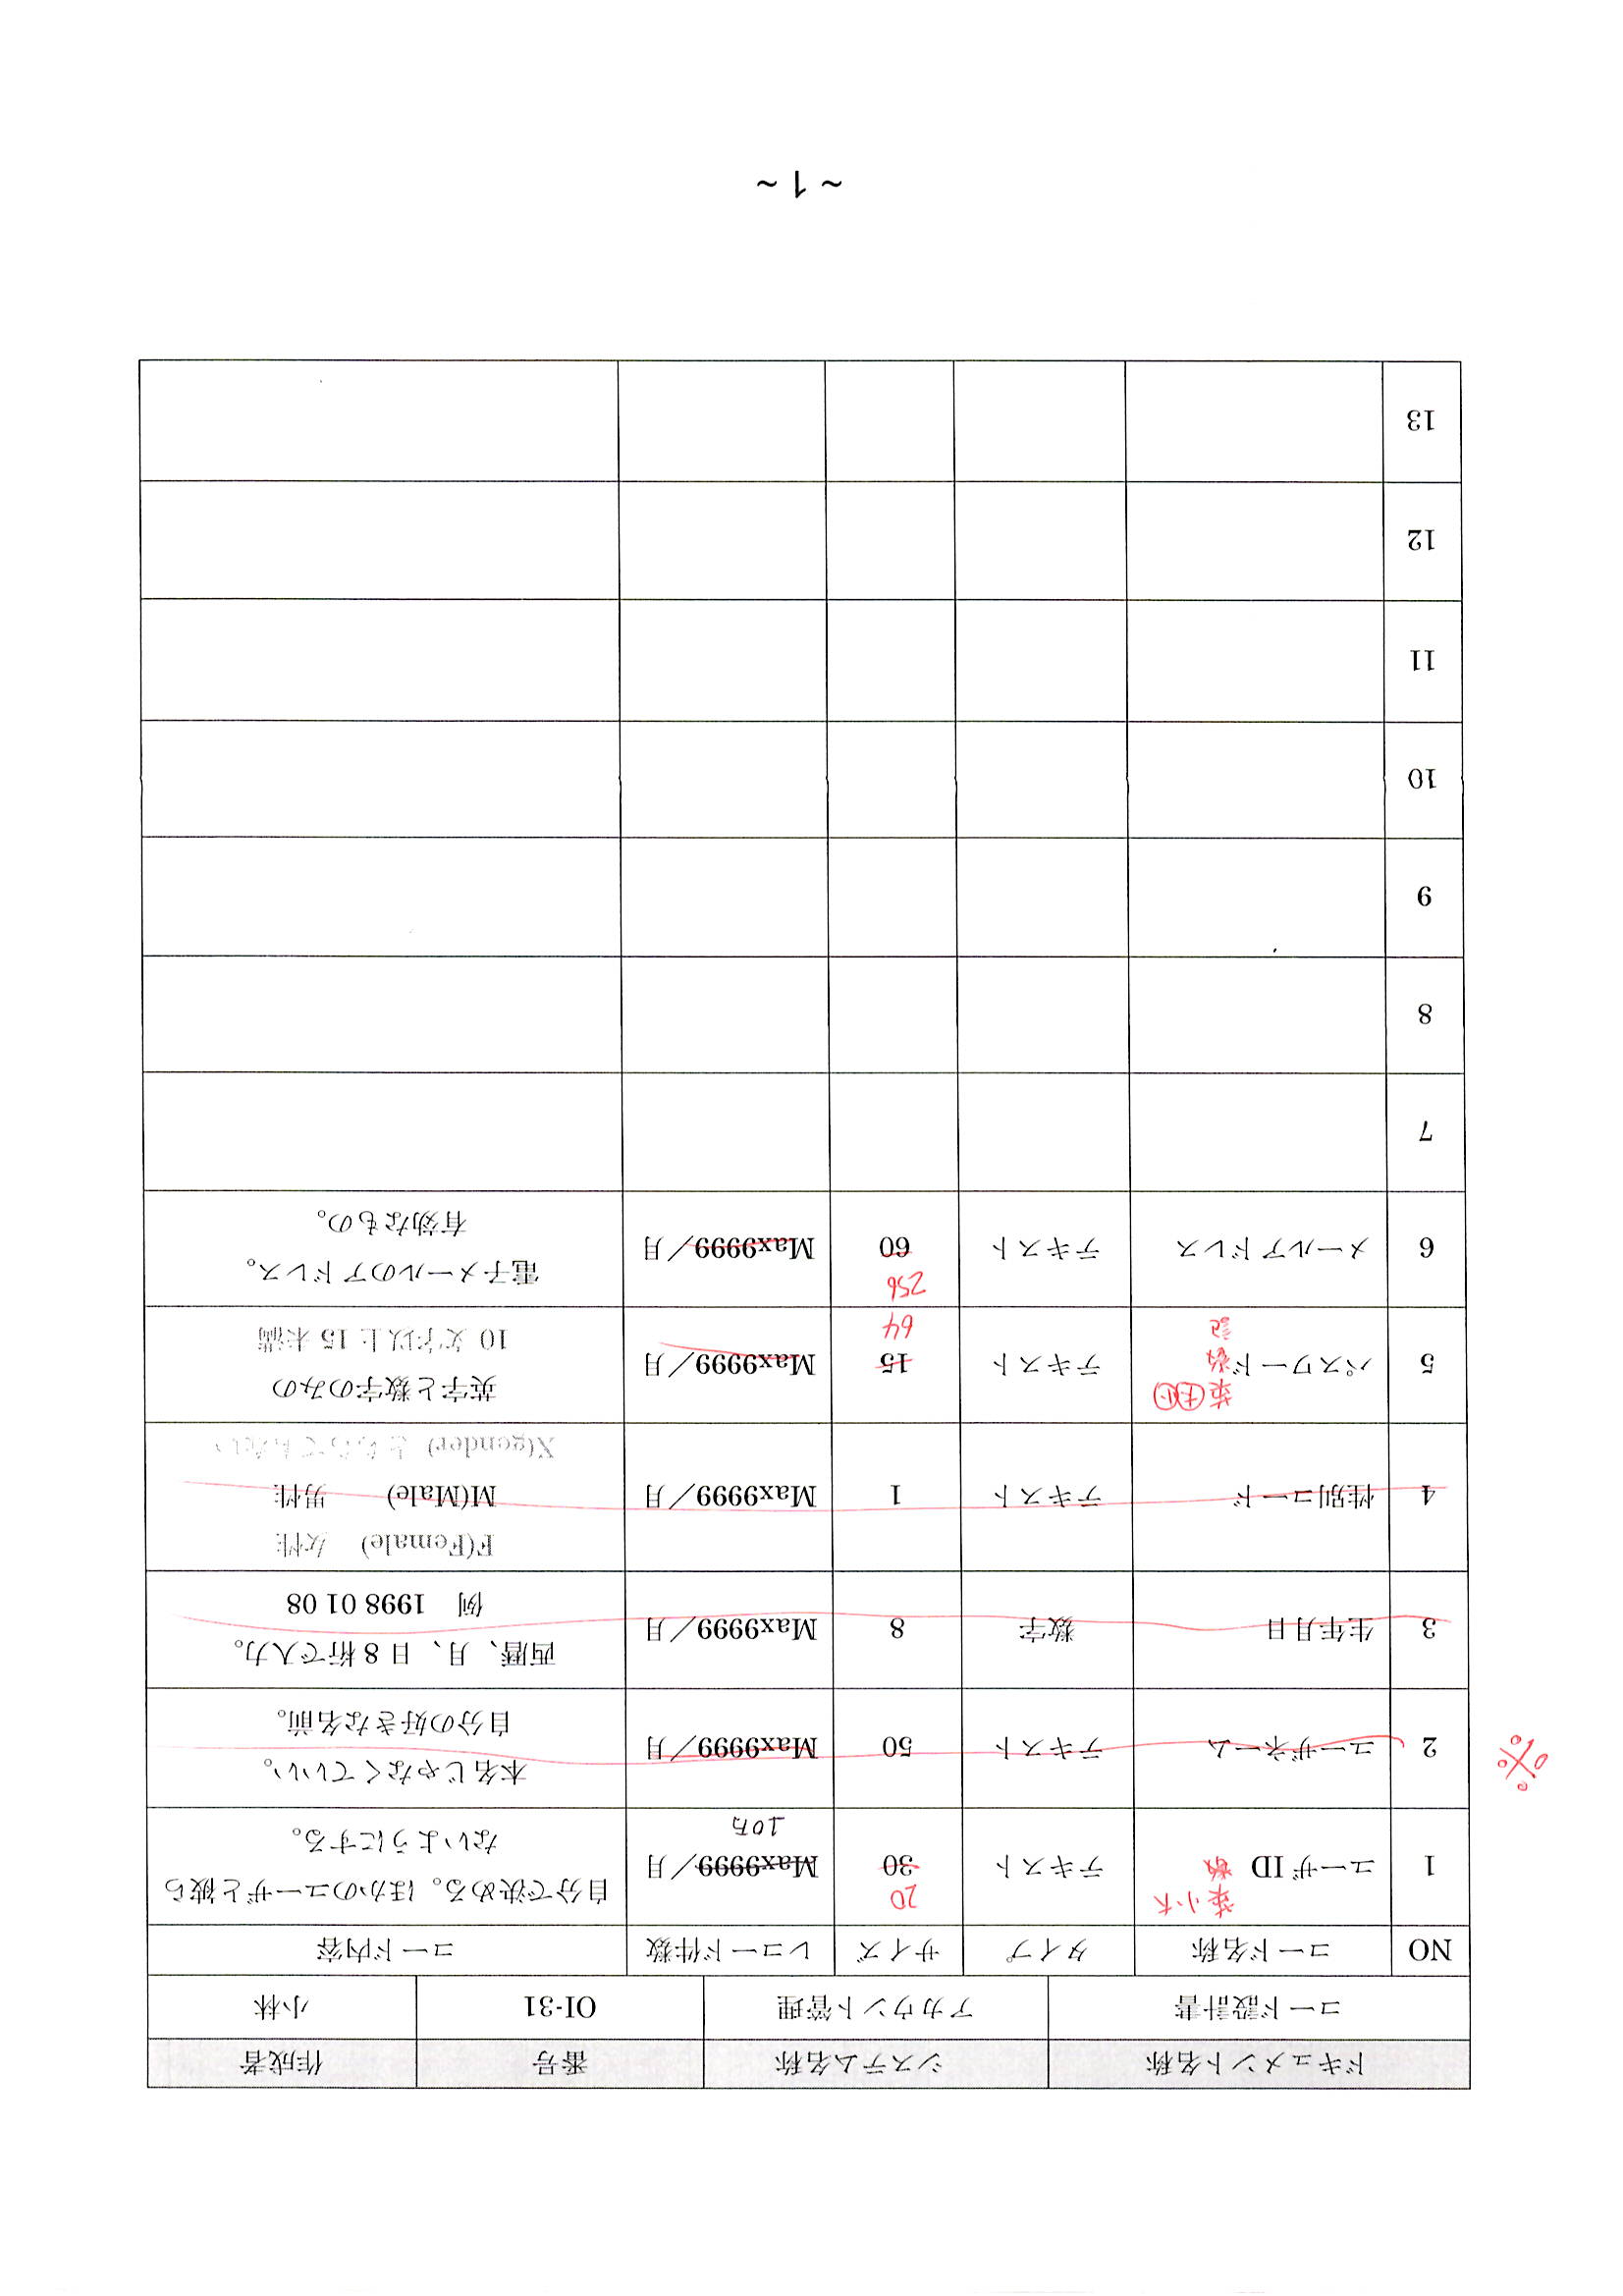 ドキュメント名称 システム名称 番号 作成者
コード設計書 アカウント管理 OI-31 小林
NO コード名称 タイプ サイズ レコード件数 コード内容
英小大
20
自分で決める。ほかのユーザと被ら
1 ユーザID 数 テキスト 30 Max9999／月
ないようにする。
10万
※
本名じゃなくていい。
2 ユーザネーム テキスト 50 Max9999／月
自分の好きな名前。
西暦、月、日8桁で入力。
3 生年月日 数字 8 Max9999／月
例 1998 01 08
F(Female) 女性
4 性別コード テキスト 1 Max9999／月 M(Male) 男性
X(gender) どちらでもない
英大小
英字と数字のみの
5 パスワード 数 テキスト 15 Max9999／月
10 文字以上 15 未満
記
64
256
電子メールのアドレス。
6 メールアドレス テキスト 60 Max9999／月
有効なもの。
7
8
9
10
11
12
13
~ 1 ~